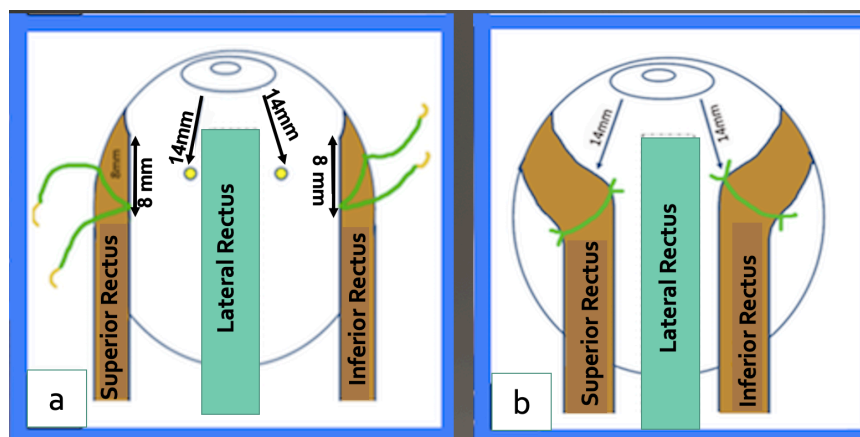 14mm
14mm
8mm
8 mm
8 mm
Superior Rectus
Lateral Rectus
Inferior Rectus
a
14mm
14mm
Superior Rectus
Lateral Rectus
Inferior Rectus
b